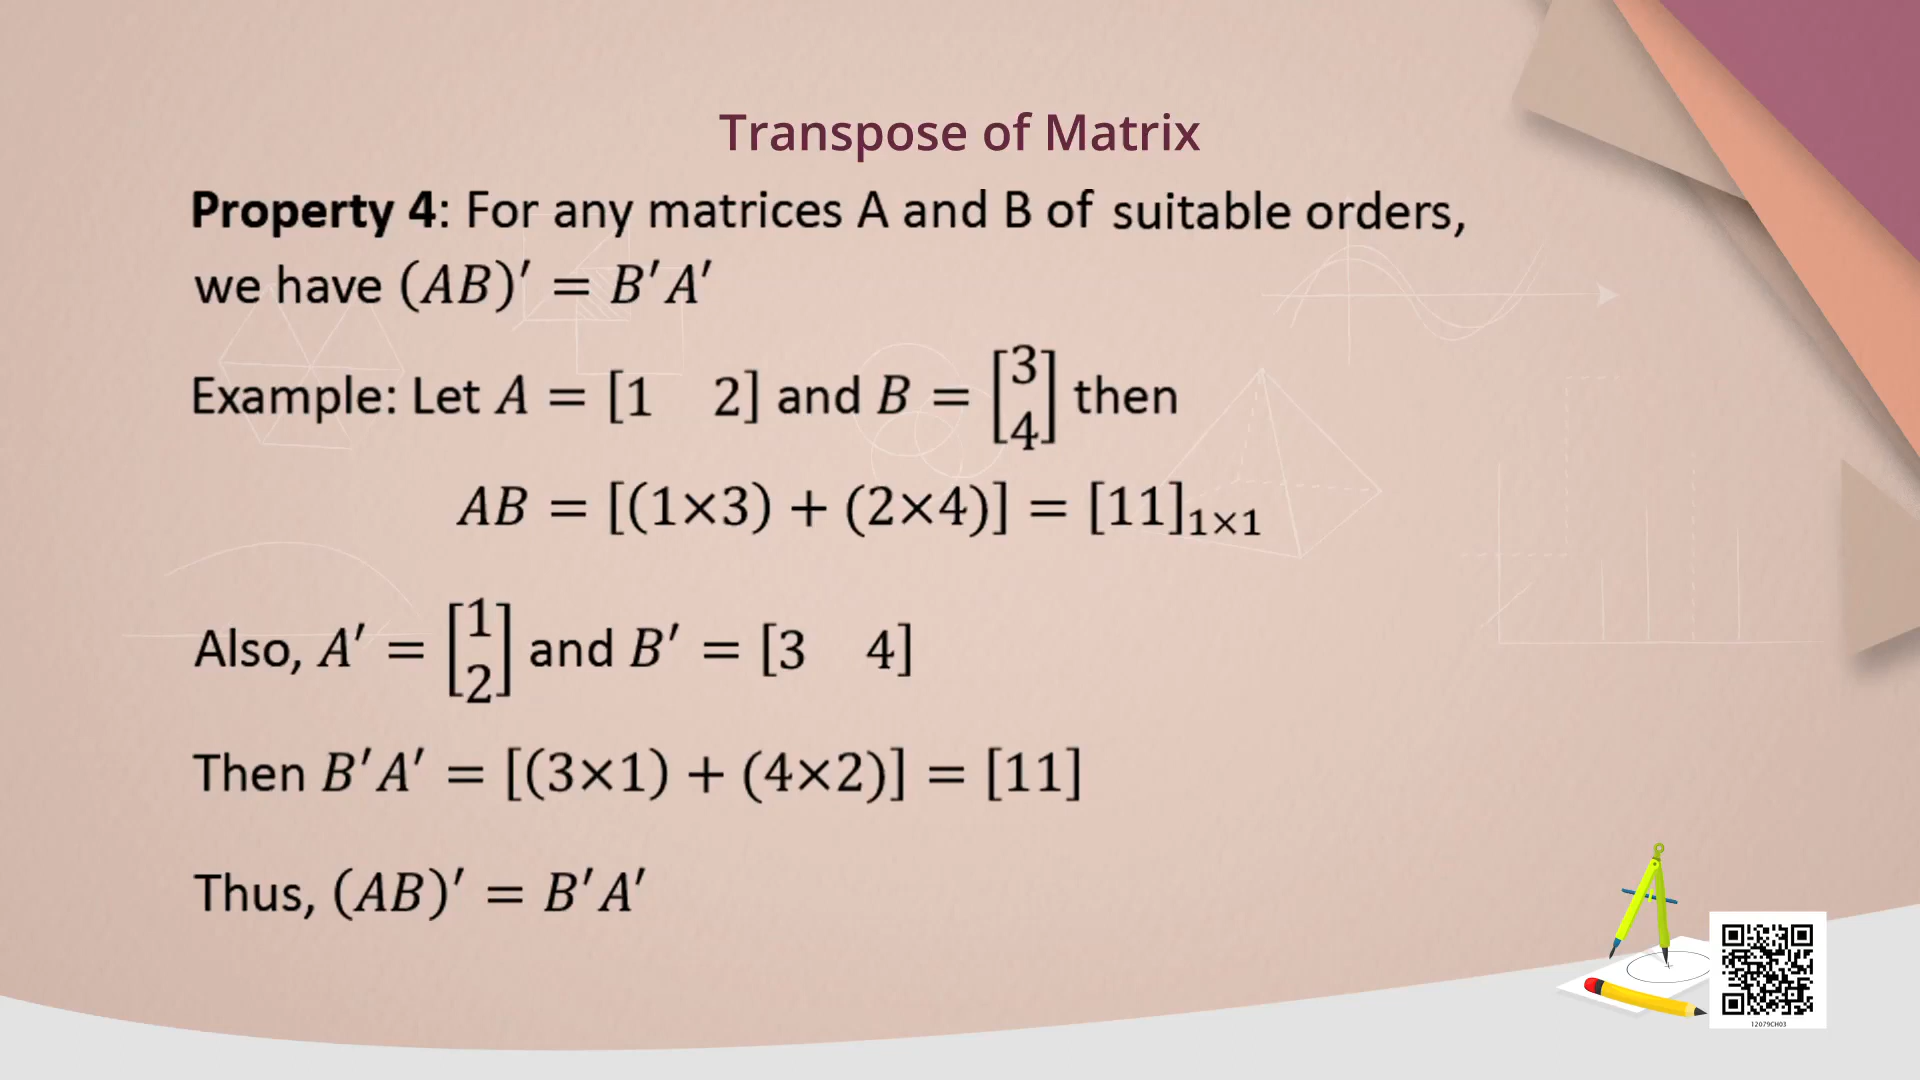 Transpose of Matrix
Property 4: For any matrices A and B of suitable orders,
we have (AB)′ = B′A′
Example: Let A = [1 2] and B = [3 4] then
AB = [(1×3) + (2×4)] = [11]₁ₓ₁
Also, A′ = [1 2] and B′ = [3 4]
Then B′A′ = [(3×1) + (4×2)] = [11]
Thus, (AB)′ = B′A′
12079CH03